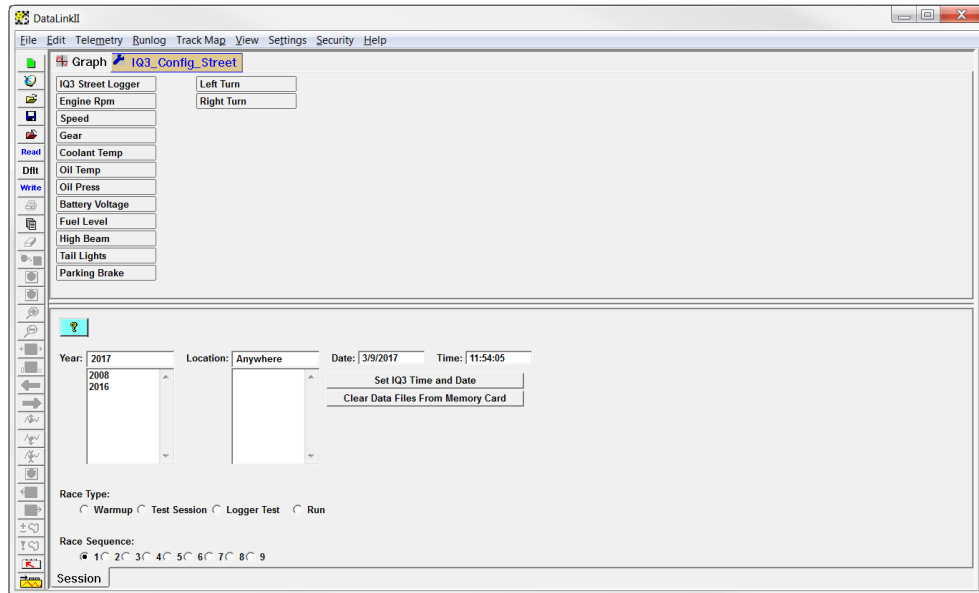 DataLinkII
File Edit Telemetry Runlog Track Map View Settings Security Help
Graph IQ3_Config_Street
IQ3 Street Logger Left Turn
Engine Rpm Right Turn
Speed
Gear
Read Coolant Temp
Dflt Oil Temp
Write Oil Press
Battery Voltage
Fuel Level
High Beam
Tail Lights
Parking Brake
?
Year: 2017 Location: Anywhere Date: 3/9/2017 Time: 11:54:05
2008
2016
Set IQ3 Time and Date
Clear Data Files From Memory Card
Race Type:
Warmup Test Session Logger Test Run
Race Sequence:
1 2 3 4 5 6 7 8 9
Session